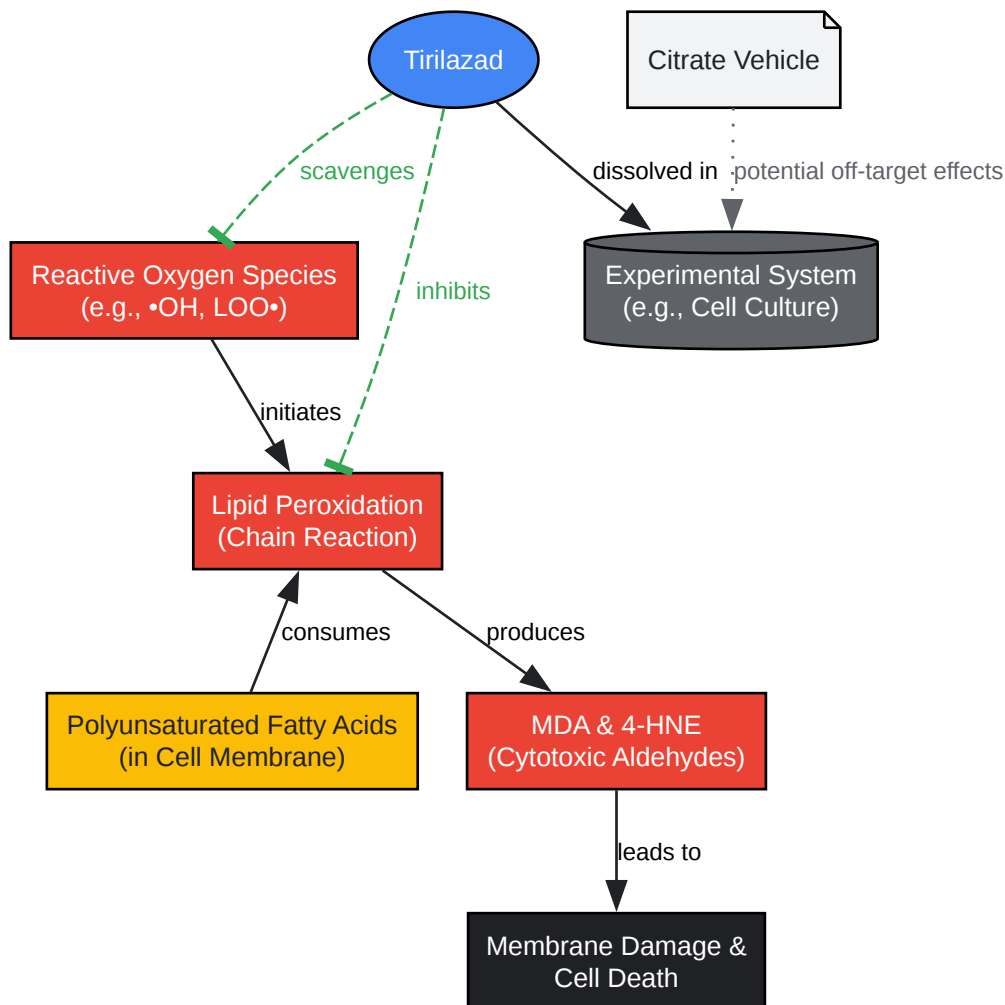 Tirilazad
Citrate Vehicle
scavenges
dissolved in
potential off-target effects
Reactive Oxygen Species
(e.g., •OH, LOO•)
inhibits
Experimental System
(e.g., Cell Culture)
initiates
Lipid Peroxidation
(Chain Reaction)
consumes
produces
Polyunsaturated Fatty Acids
(in Cell Membrane)
MDA & 4-HNE
(Cytotoxic Aldehydes)
leads to
Membrane Damage &
Cell Death